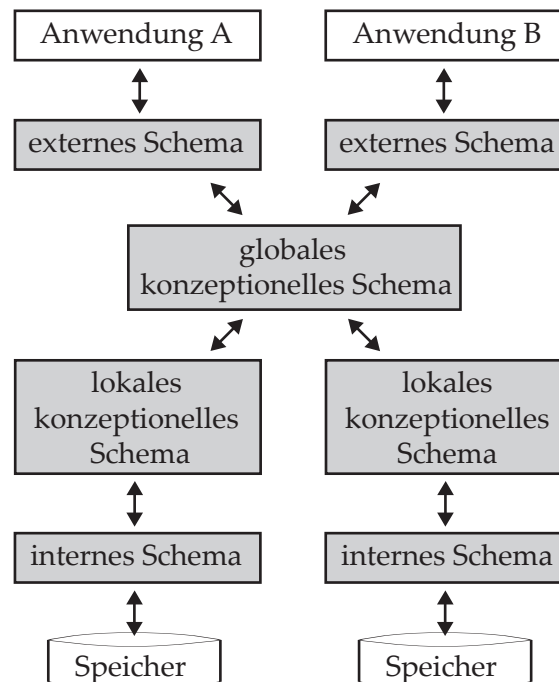 Anwendung A
Anwendung B
externes Schema
externes Schema
globales
konzeptionelles Schema
lokales
konzeptionelles
Schema
lokales
konzeptionelles
Schema
internes Schema
internes Schema
Speicher
Speicher